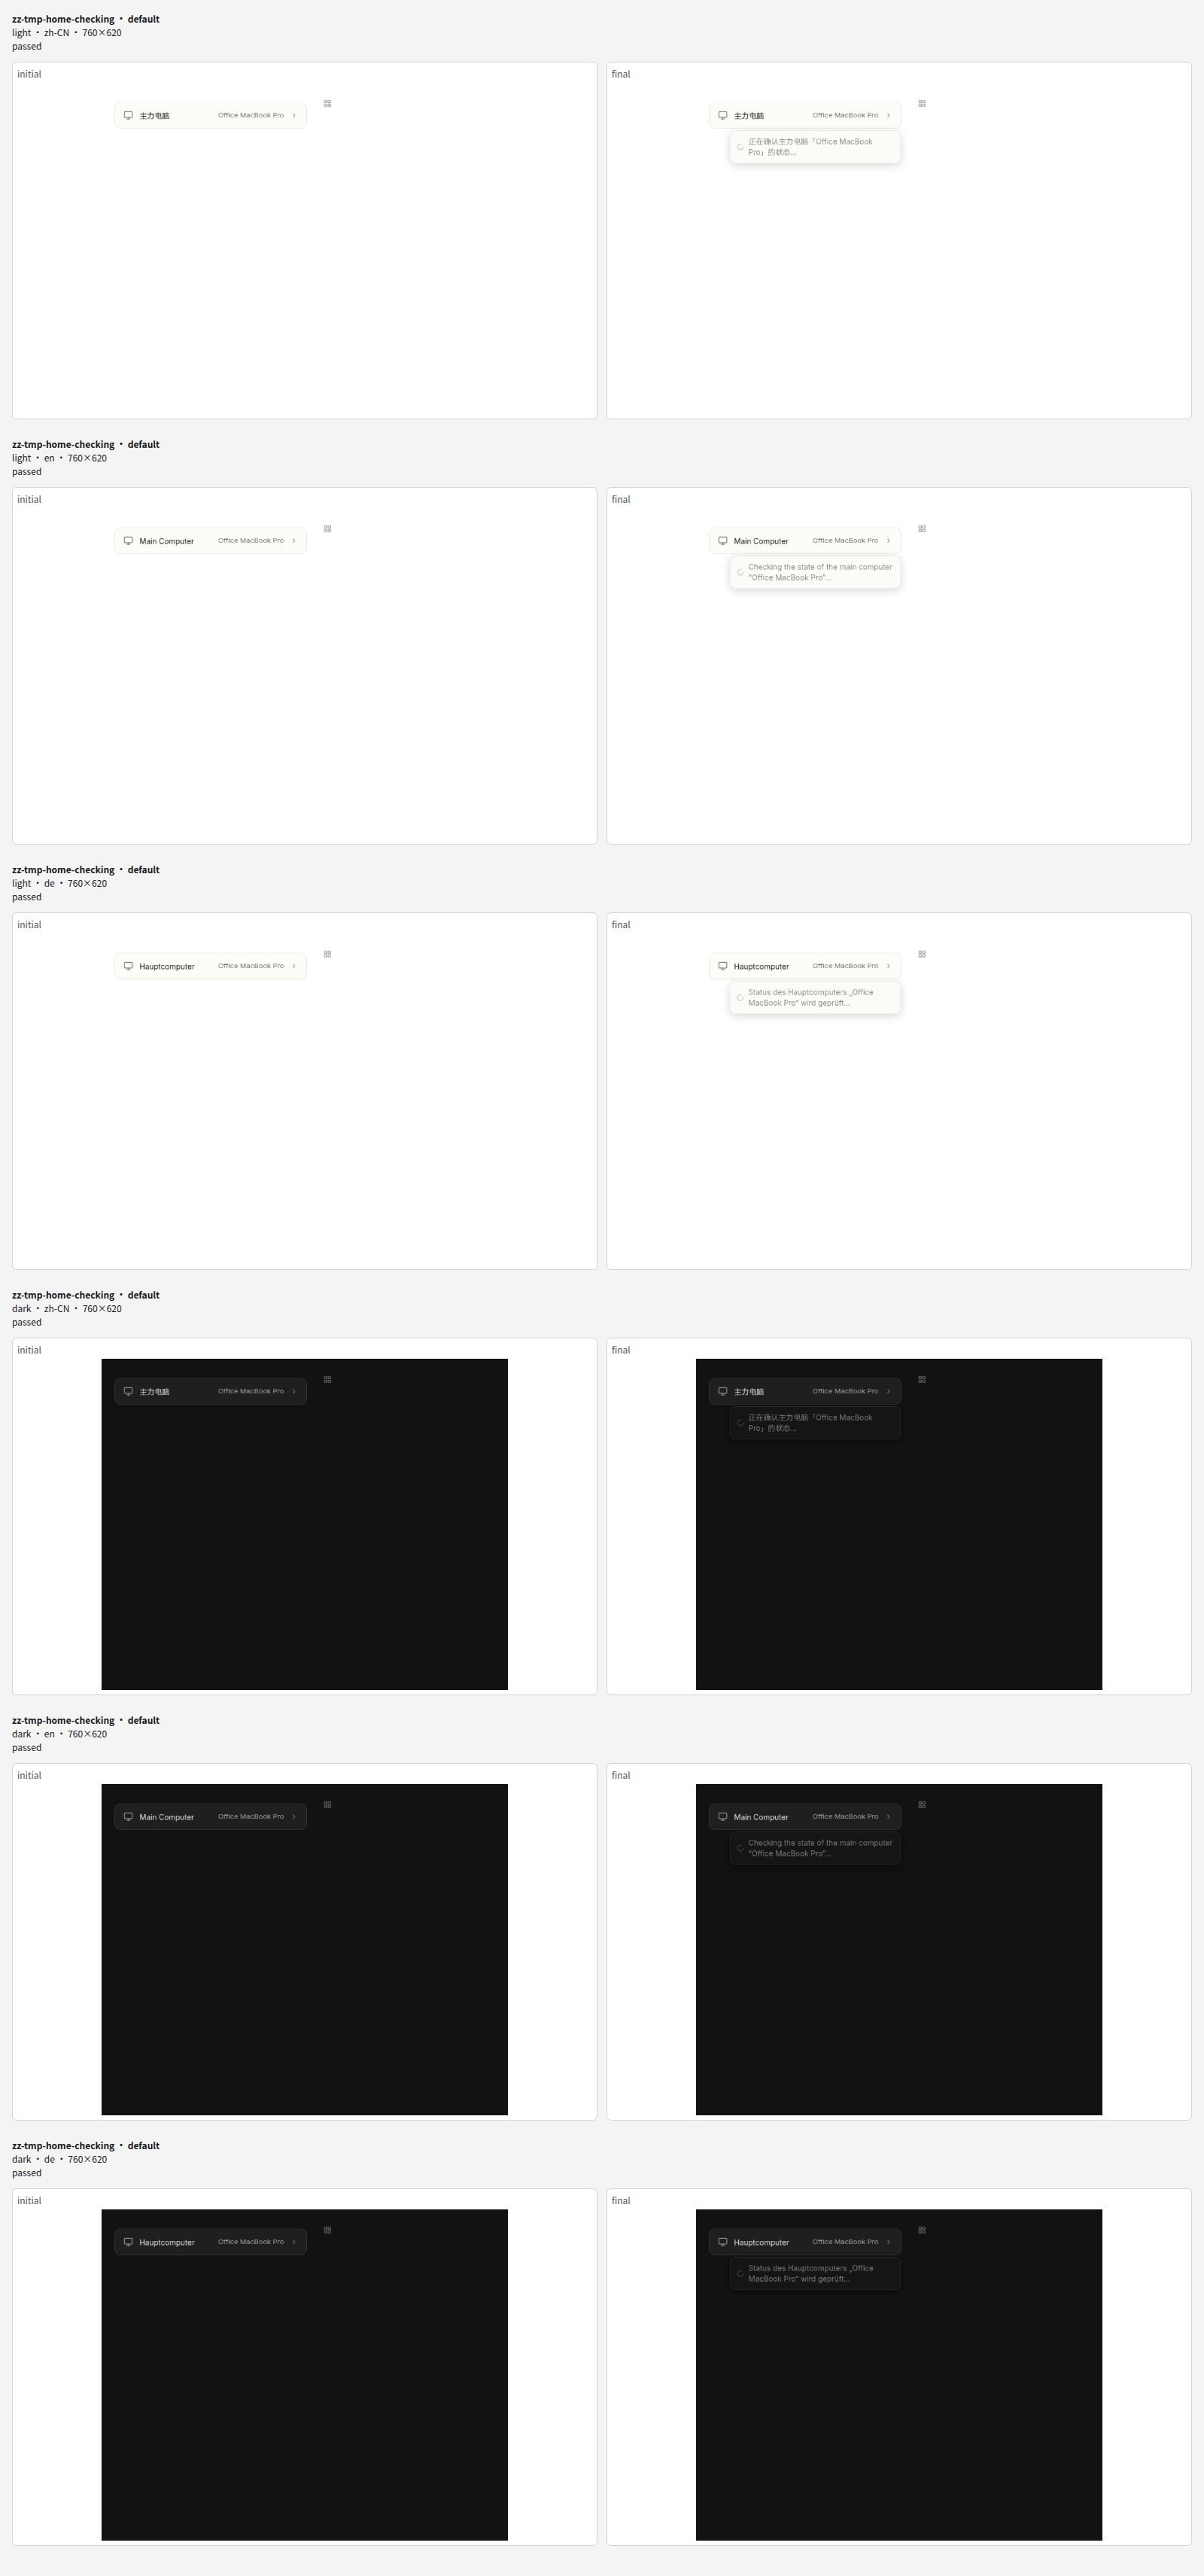 zz-tmp-home-checking • default
light • zh-CN • 760×620
passed
initial
主力电脑 Office MacBook Pro
final
主力电脑 Office MacBook Pro
正在确认主力电脑「Office MacBook
Pro」的状态...
zz-tmp-home-checking • default
light • en • 760×620
passed
initial
Main Computer Office MacBook Pro
final
Main Computer Office MacBook Pro
Checking the state of the main computer
"Office MacBook Pro"...
zz-tmp-home-checking • default
light • de • 760×620
passed
initial
Hauptcomputer Office MacBook Pro
final
Hauptcomputer Office MacBook Pro
Status des Hauptcomputers „Office
MacBook Pro“ wird geprüft...
zz-tmp-home-checking • default
dark • zh-CN • 760×620
passed
initial
主力电脑 Office MacBook Pro
final
主力电脑 Office MacBook Pro
正在确认主力电脑「Office MacBook
Pro」的状态...
zz-tmp-home-checking • default
dark • en • 760×620
passed
initial
Main Computer Office MacBook Pro
final
Main Computer Office MacBook Pro
Checking the state of the main computer
"Office MacBook Pro"...
zz-tmp-home-checking • default
dark • de • 760×620
passed
initial
Hauptcomputer Office MacBook Pro
final
Hauptcomputer Office MacBook Pro
Status des Hauptcomputers „Office
MacBook Pro“ wird geprüft...